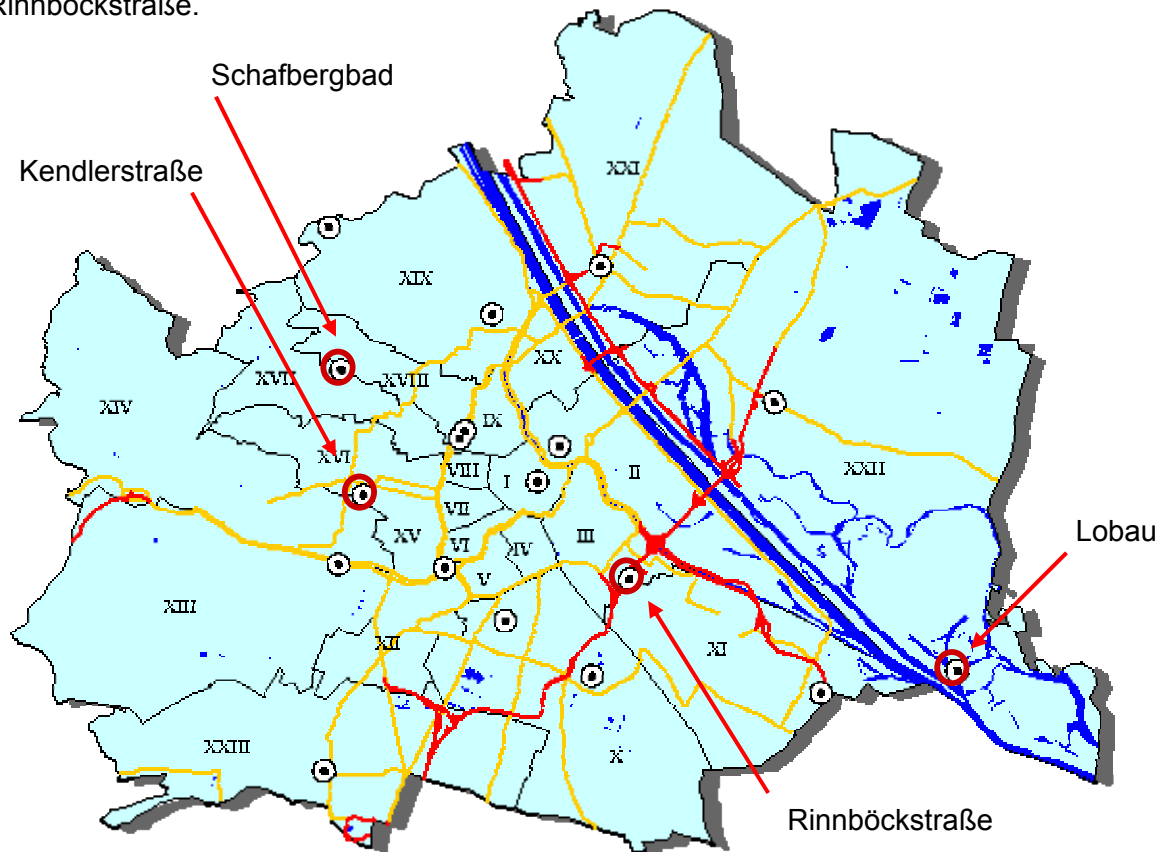 Rinnböckstraße.
Schafbergbad
Kendlerstraße
XXI
XIX
XX
XVII
XVIII
XIV
IX
XVI
XXII
VIII
I
II
VII
Lobau
XV
VI
IV
III
V
XIII
XII
XI
XXIII
X
Rinnböckstraße